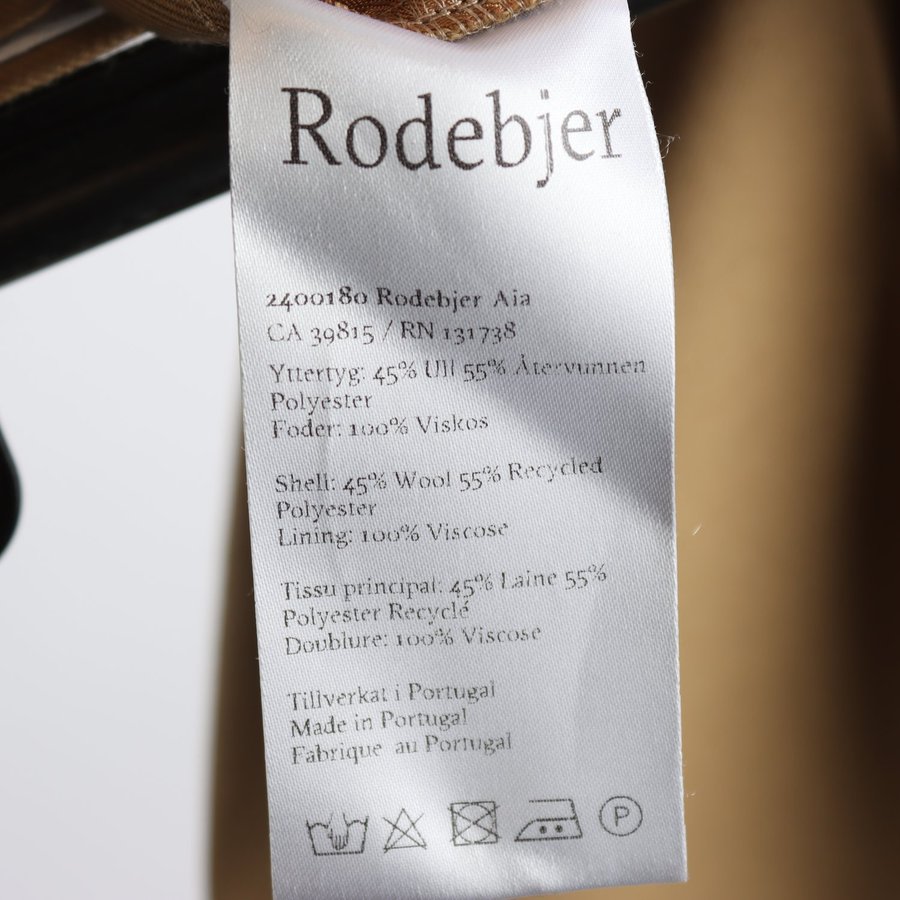 Rodebjer
2400180 Rodebjer Aia
CA 39815 / RN 131738
Yttertyg: 45% Ull 55% Återvunnen
Polyester
Foder: 100% Viskos
Shell: 45% Wool 55% Recycled
Polyester
Lining: 100% Viscose
Tissu principal: 45% Laine 55%
Polyester Recyclé
Doublure: 100% Viscose
Tillverkat i Portugal
Made in Portugal
Fabrique au Portugal
P